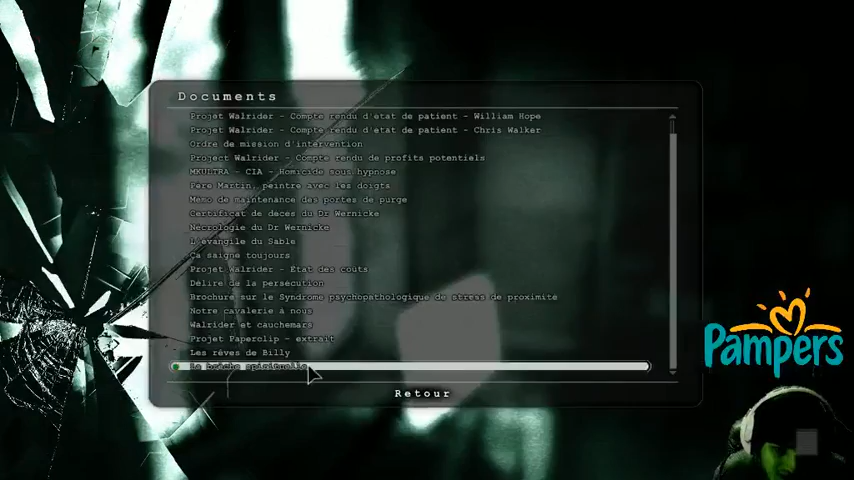 Documents
Projet Walrider - Compte rendu d'état de patient - William Hope
Projet Walrider - Compte rendu d'état de patient - Chris Walker
Ordre de mission d'intervention
Project Walrider - Compte rendu de profits potentiels
MKULTRA - CIA - Homicide sous hypnose
Père Martin, peintre avec les doigts
Mémo de maintenance des portes de purge
Certificat de décès du Dr Wernicke
Nécrologie du Dr Wernicke
L'évangile du Sable
Ça saigne toujours
Projet Walrider - État des coûts
Délire de la persécution
Brochure sur le Syndrome psychopathologique de stress de proximité
Notre cavalerie à nous
Walrider et cauchemars
Projet Paperclip - extrait
Les rêves de Billy
La brèche spirituelle
Retour
Pampers